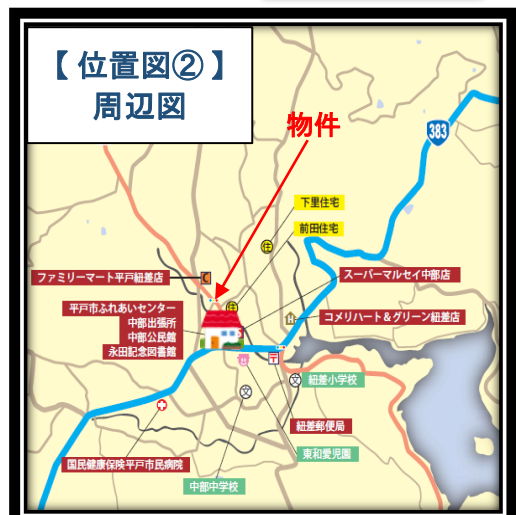 【 位置図② 】
周辺図
383
物件
下里住宅
住
前田住宅
住
ファミリーマート平戸紐差店
C
スーパーマルセイ中部店
平戸市ふれあいセンター
中部出張所
中部公民館
永田記念図書館
コメリハート＆グリーン紐差店
H
〒
文
紐差小学校
文
紐差郵便局
東和愛児園
国民健康保険平戸市民病院
中部中学校